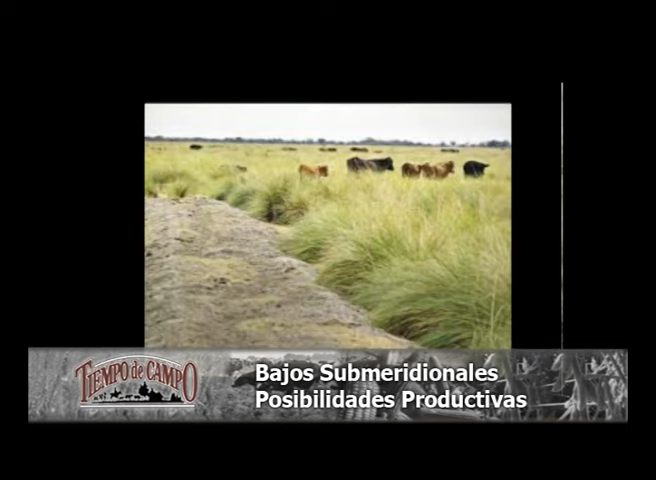 TIEMPO de CAMPO
Bajos Submeridionales
Posibilidades Productivas